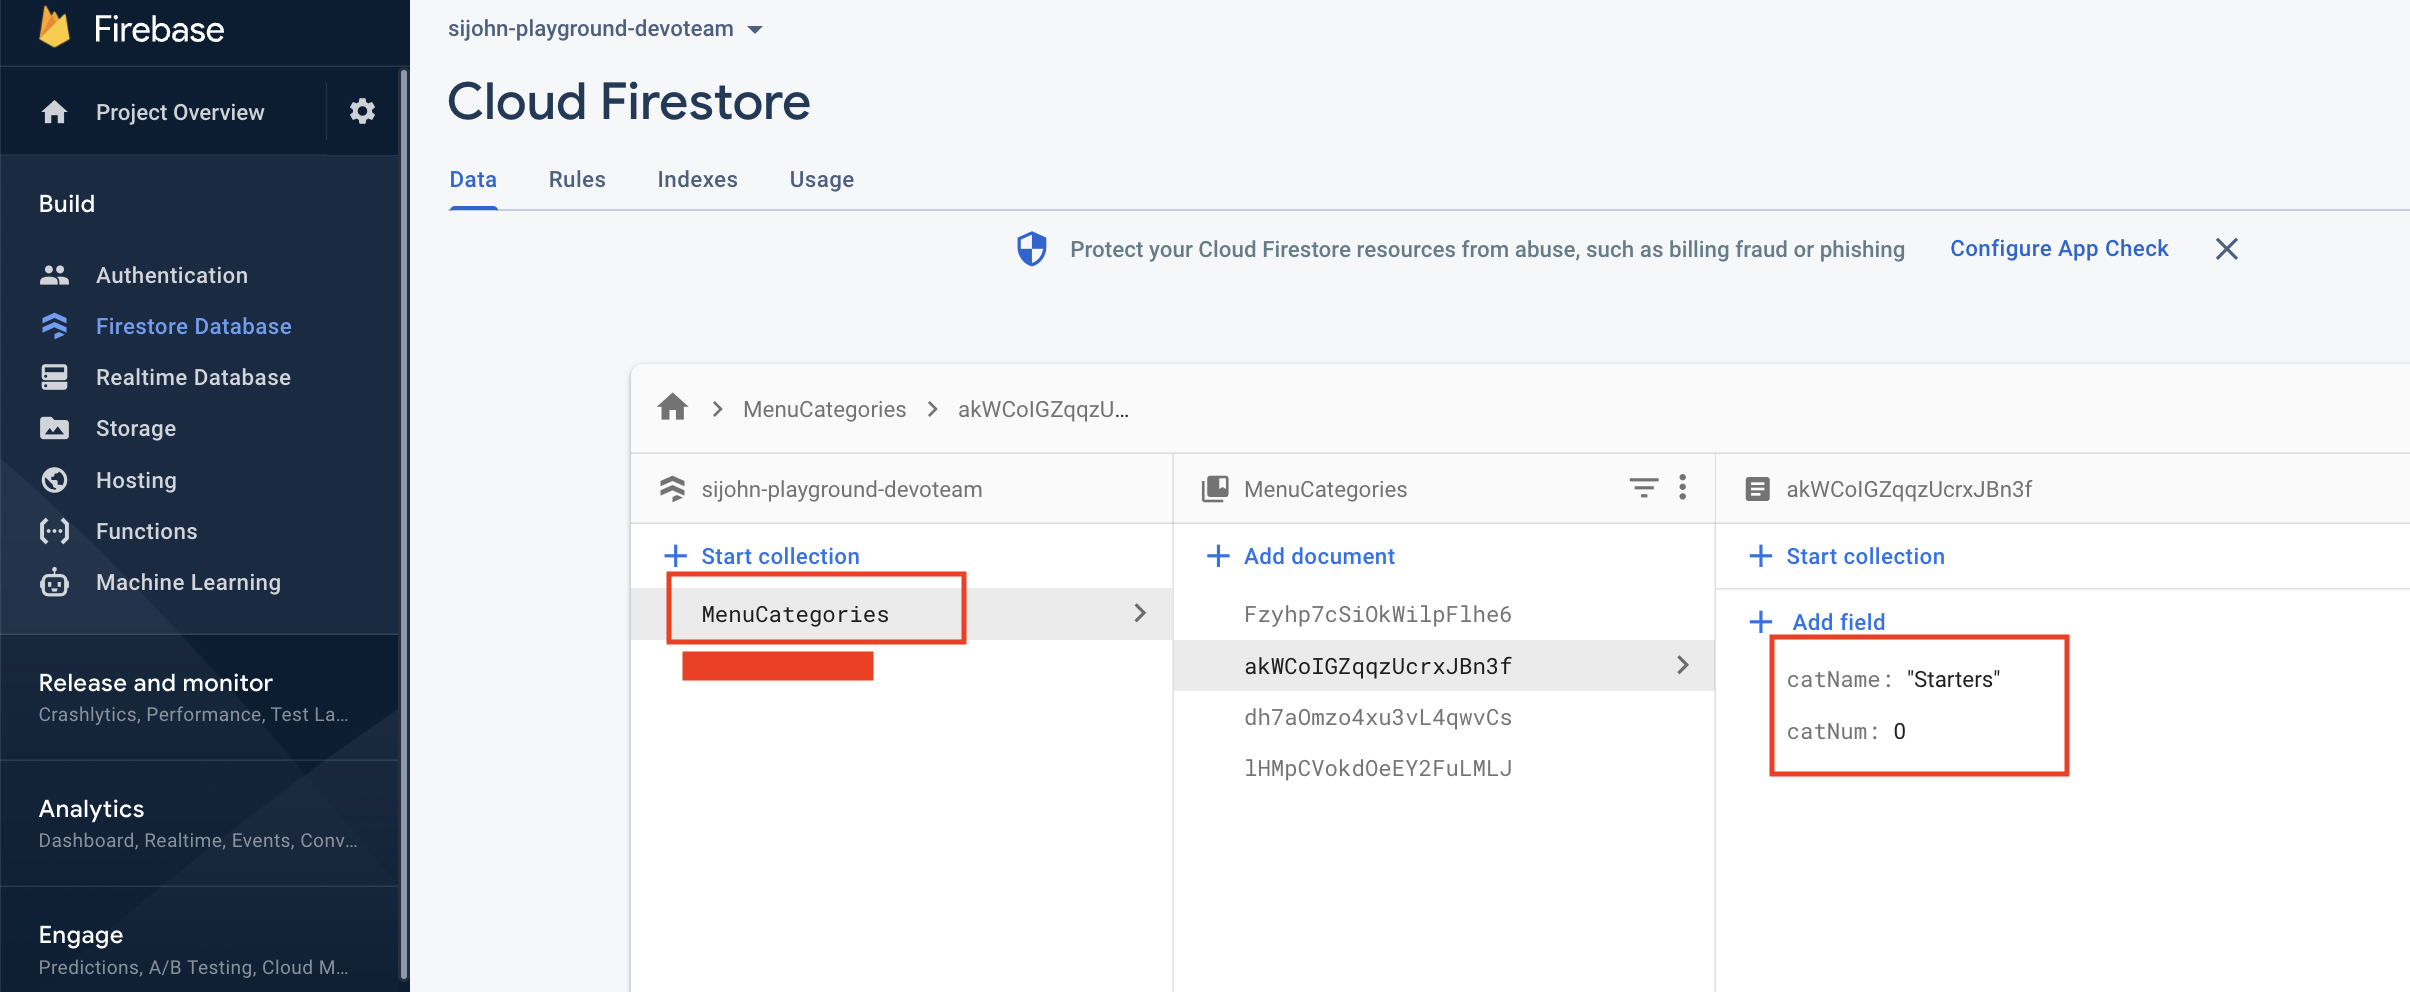 Firebase
Project Overview
Build
Authentication
Firestore Database
Realtime Database
Storage
Hosting
Functions
Machine Learning
Release and monitor
Crashlytics, Performance, Test La...
Analytics
Dashboard, Realtime, Events, Conv...
Engage
Predictions, A/B Testing, Cloud M...
sijohn-playground-devoteam
Cloud Firestore
Data Rules Indexes Usage
Protect your Cloud Firestore resources from abuse, such as billing fraud or phishing Configure App Check
MenuCategories akWCoIGZqqzU...
sijohn-playground-devoteam
Start collection
MenuCategories
MenuCategories
Add document
Fzyhp7cSiOkWilpFlhe6
akWCoIGZqqzUcrxJBn3f
dh7aOmzo4xu3vL4qwvCs
lHMpCVokdOeEY2FuLMLJ
akWCoIGZqqzUcrxJBn3f
Start collection
Add field
catName: "Starters"
catNum: 0